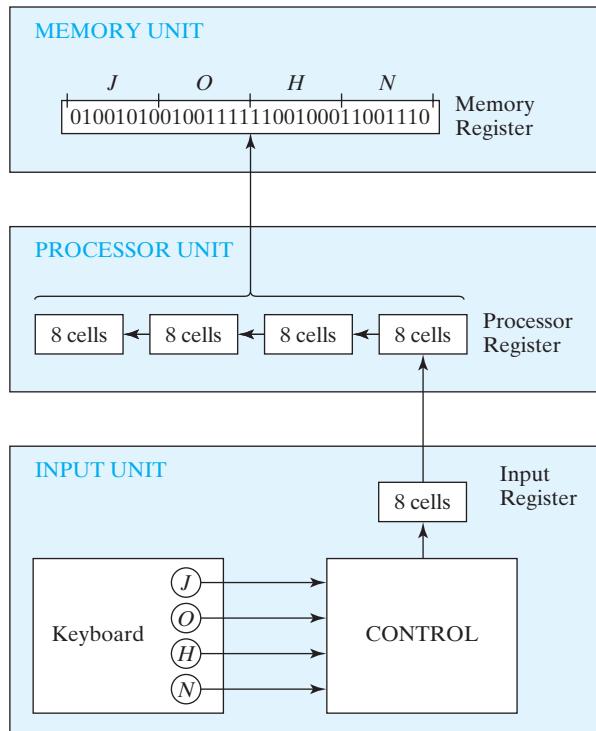 MEMORY UNIT
J O H N
01001010010011111100100011001110
Memory
Register
PROCESSOR UNIT
8 cells 8 cells 8 cells 8 cells
Processor
Register
INPUT UNIT
Input
Register
8 cells
J
O
Keyboard
CONTROL
H
N